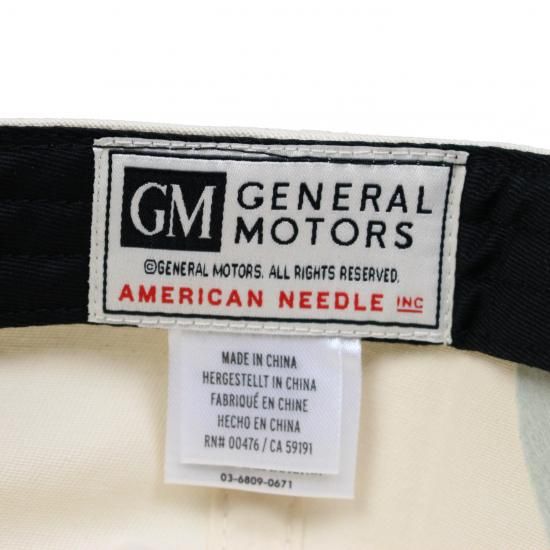 GM
GENERAL
MOTORS
©GENERAL MOTORS. ALL RIGHTS RESERVED.
AMERICAN NEEDLE INC
MADE IN CHINA
HERGESTELLT IN CHINA
FABRIQUÉ EN CHINE
HECHO EN CHINA
RN# 00476 / CA 59191
03-6809-0671